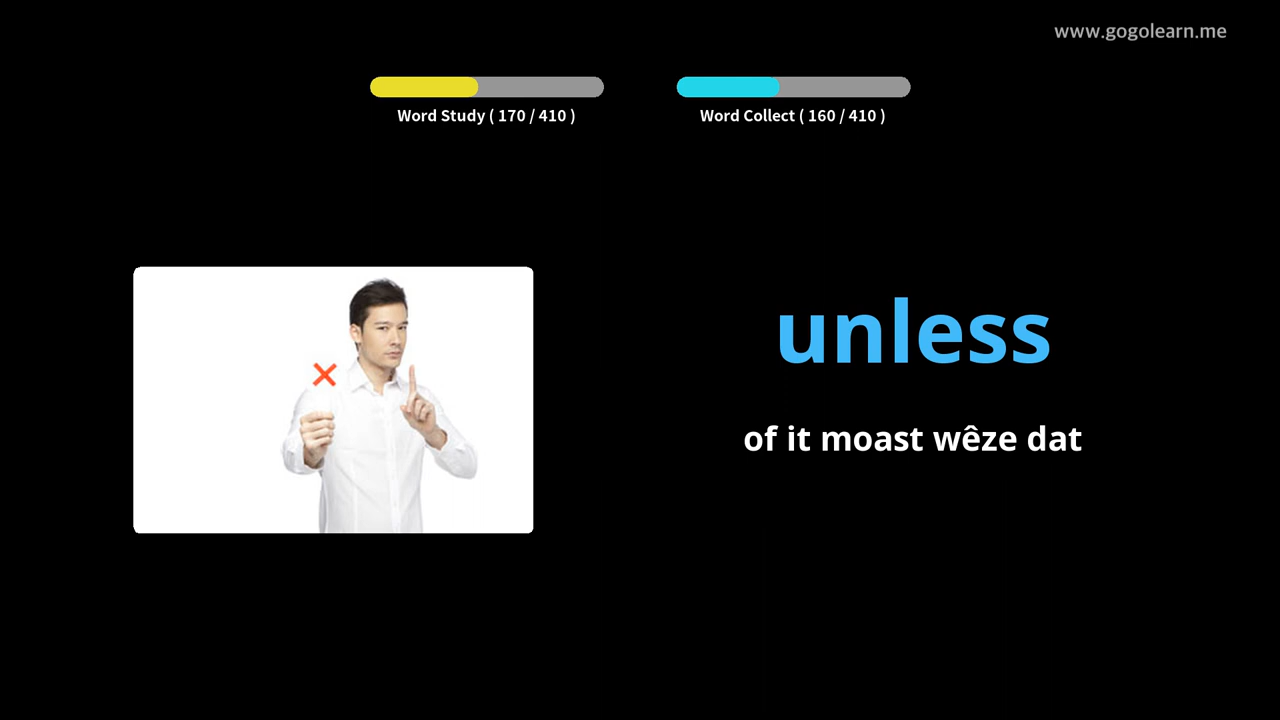 www.gogolearn.me
Word Study ( 170 / 410 )
Word Collect ( 160 / 410 )
unless
of it moast wêze dat